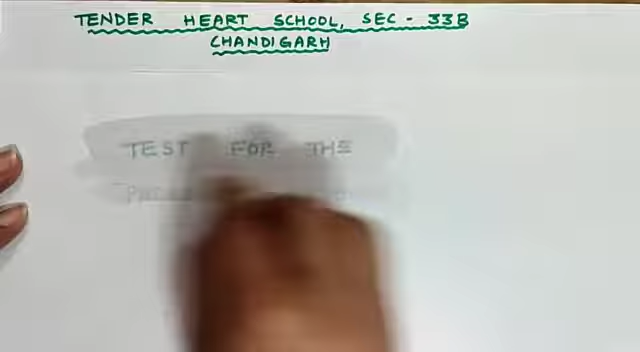 TENDER HEART SCHOOL, SEC - 33B
CHANDIGARH
TEST FOR THE